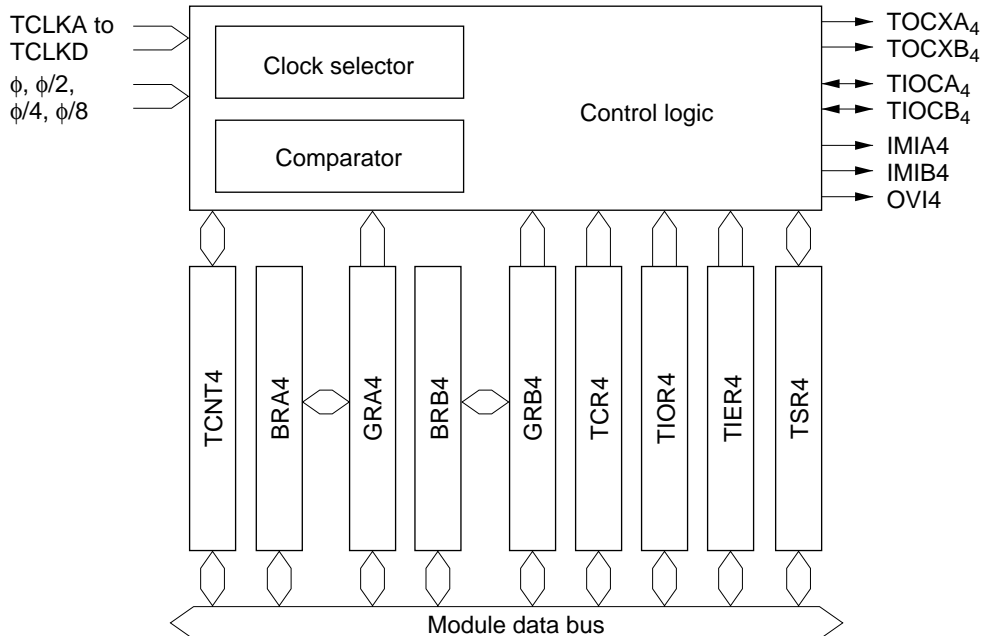 TCLKA to
TCLKD
ϕ, ϕ/2,
ϕ/4, ϕ/8
Clock selector
Comparator
Control logic
TOCXA4
TOCXB4
TIOCA4
TIOCB4
IMIA4
IMIB4
OVI4
TCNT4
BRA4
GRA4
BRB4
GRB4
TCR4
TIOR4
TIER4
TSR4
Module data bus